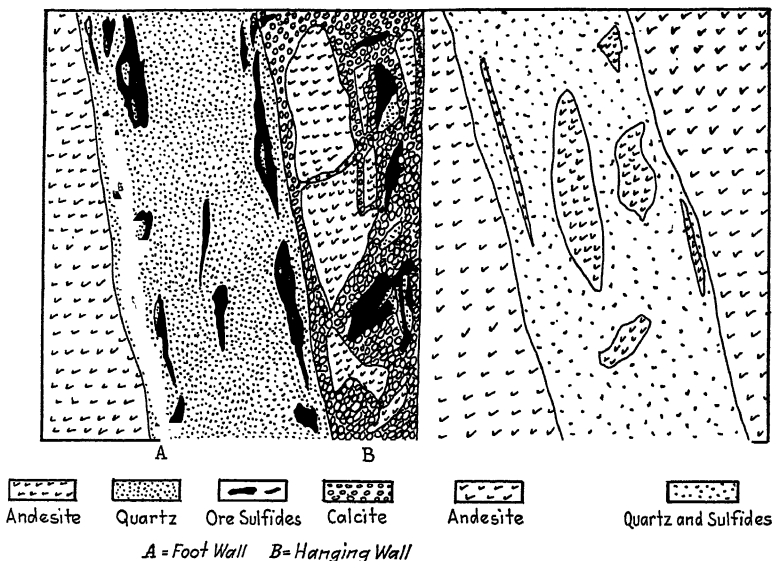 A B
Andesite Quartz Ore Sulfides Calcite Andesite Quartz and Sulfides
A = Foot Wall B = Hanging Wall